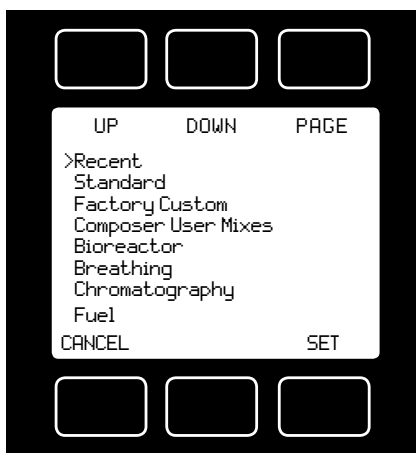 UP DOWN PAGE
>Recent
Standard
Factory Custom
Composer User Mixes
Bioreactor
Breathing
Chromatography
Fuel
CANCEL SET